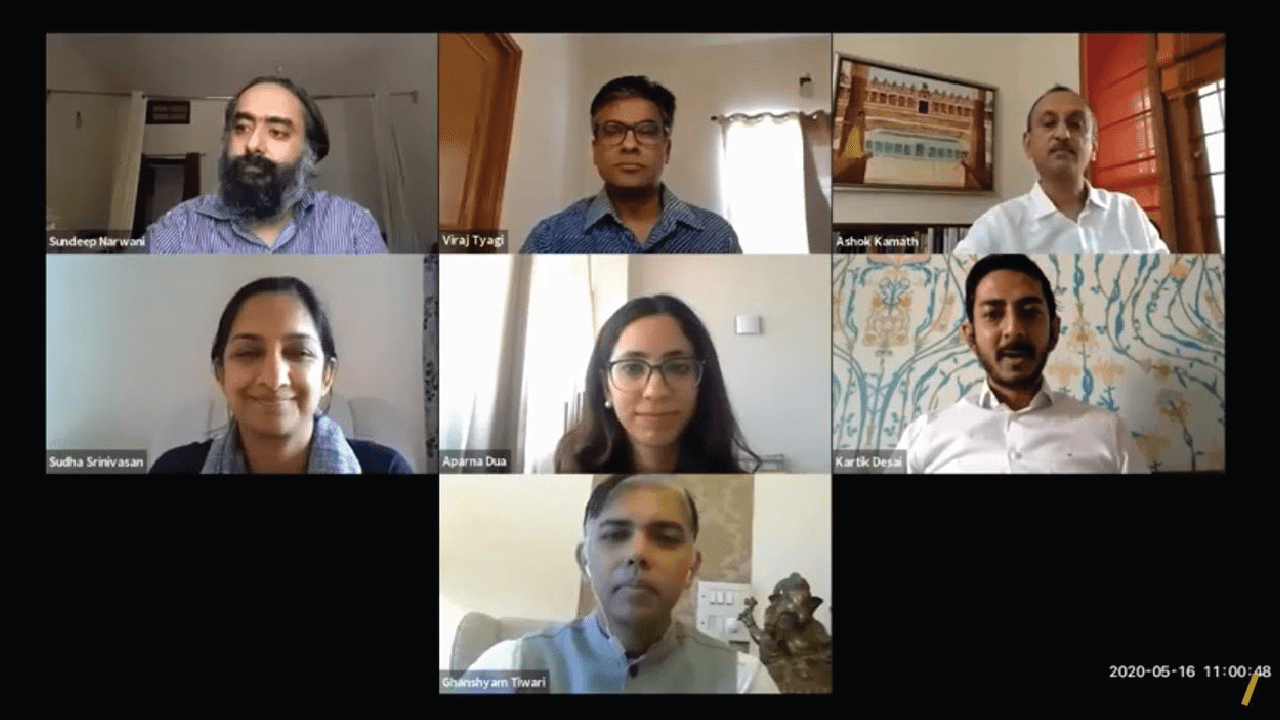 Sundeep Narwani
Viraj Tyagi
Ashok Kamath
Sudha Srinivasan
Aparna Dua
Kartik Desai
Ghanshyam Tiwari
2020-05-16 11:00:48